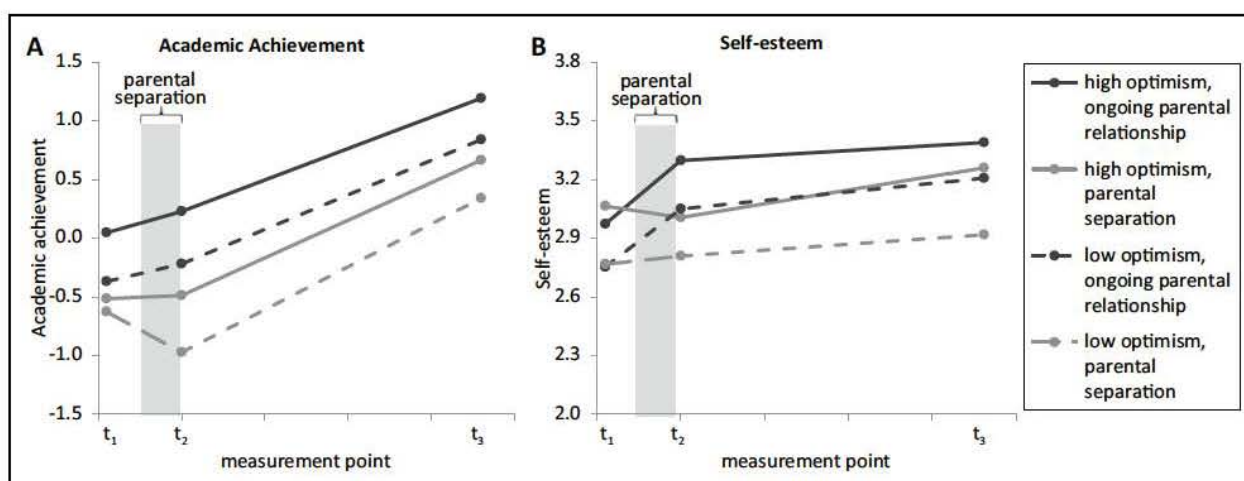 A
Academic Achievement
1.5
1.0
0.5
0.0
-0.5
-1.0
-1.5
Academic achievement
parental
separation
t1
t2
t3
measurement point
B
Self-esteem
3.8
3.5
3.2
2.9
2.6
2.3
2.0
Self-esteem
parental
separation
t1
t2
t3
measurement point
high optimism,
ongoing parental
relationship
high optimism,
parental
separation
low optimism,
ongoing parental
relationship
low optimism,
parental
separation